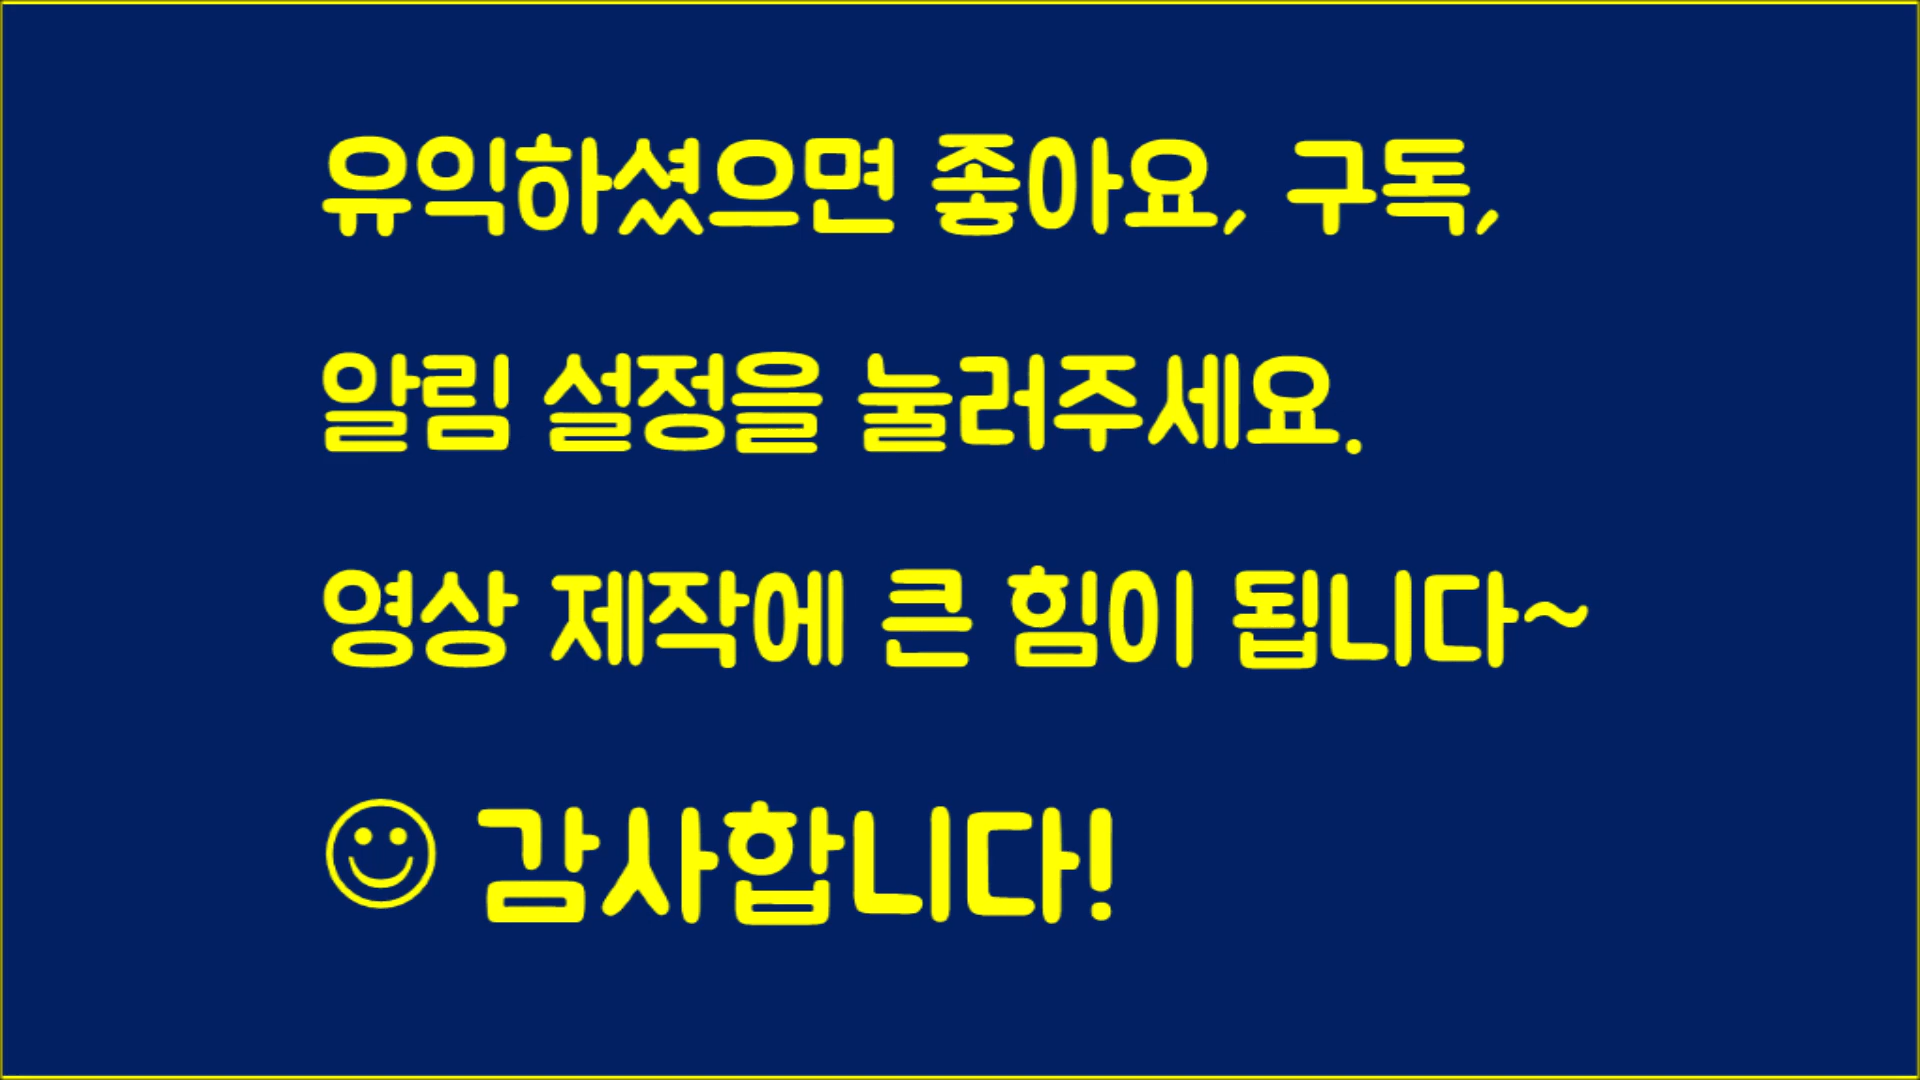 유익하셨으면 좋아요, 구독,
알림 설정을 눌러주세요.
영상 제작에 큰 힘이 됩니다~
☺ 감사합니다!